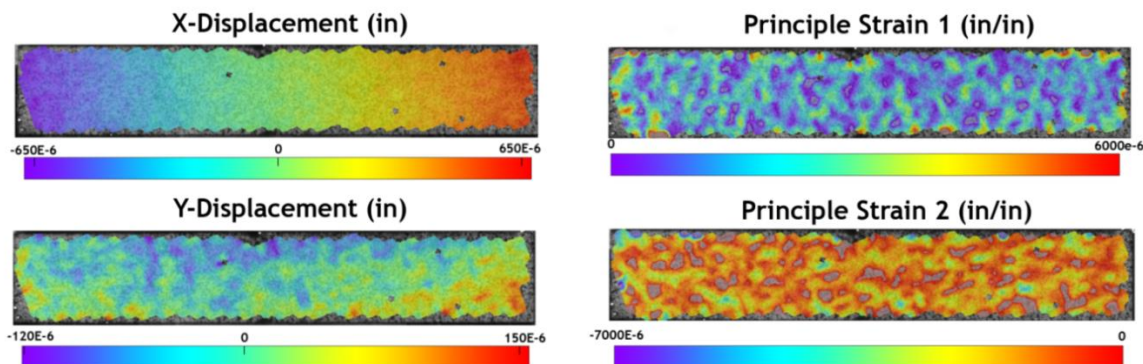 X-Displacement (in)
-650E-6 0 650E-6
Principle Strain 1 (in/in)
0 6000e-6
Y-Displacement (in)
-120E-6 0 150E-6
Principle Strain 2 (in/in)
-7000E-6 0